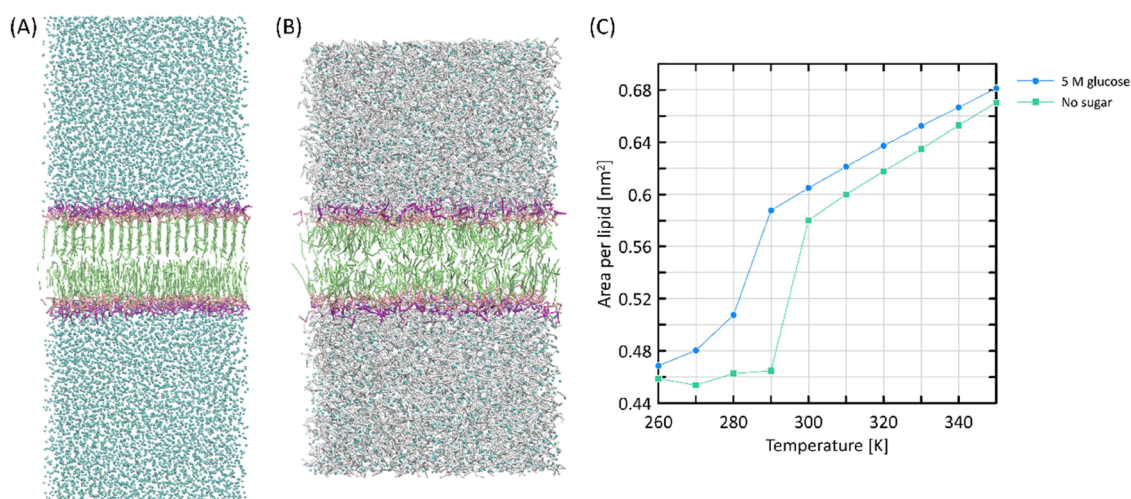 (A)
(B)
(C)
5 M glucose
No sugar
Area per lipid [nm²]
0.68
0.64
0.6
0.56
0.52
0.48
0.44
260
280
300
320
340
Temperature [K]